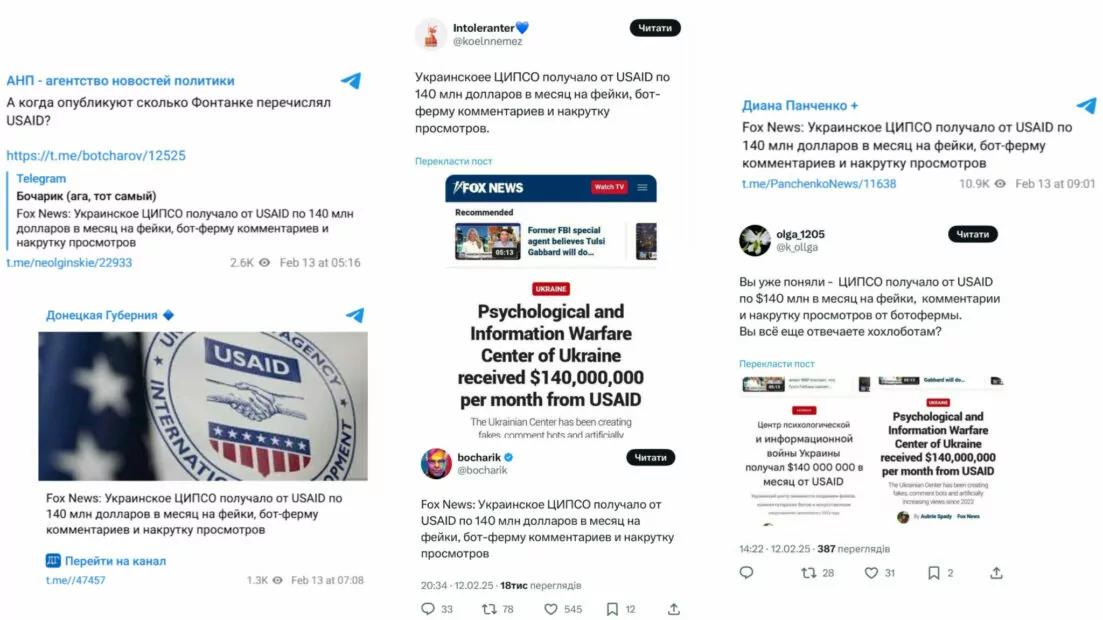 АНП - агентство новостей политики
А когда опубликуют сколько Фонтанке перечислял
USAID?
https://t.me/botcharov/12525
Telegram
Бочарик (ага, тот самый)
Fox News: Украинское ЦИПСО получало от USAID по 140 млн
долларов в месяц на фейки, бот-ферму комментариев и
накрутку просмотров
t.me/neolginskie/22933
2.6K Feb 13 at 05:16
Донецкая Губерния
USAID
AGENCY
INTERNATIO
OPMENT
Fox News: Украинское ЦИПСО получало от USAID по
140 млн долларов в месяц на фейки, бот-ферму
комментариев и накрутку просмотров
Перейти на канал
t.me//47457
1.3K Feb 13 at 07:08
Intoleranter
@koelnnemez
Читати
Украинскоее ЦИПСО получало от USAID по
140 млн долларов в месяц на фейки, бот-
ферму комментариев и накрутку
просмотров.
Перекласти пост
FOX NEWS
Watch TV
Recommended
05:13
Former FBI special
agent believes Tulsi
Gabbard will do...
UKRAINE
Psychological and
Information Warfare
Center of Ukraine
received $140,000,000
per month from USAID
The Ukrainian Center has been creating
fakes, comment bots and artificially
bocharik
@bocharik
Читати
Fox News: Украинское ЦИПСО получало от
USAID по 140 млн долларов в месяц на
фейки, бот-ферму комментариев и накрутку
просмотров
20:34 · 12.02.25 · 18тис переглядів
33 78 545 12
Диана Панченко +
Fox News: Украинское ЦИПСО получало от USAID по
140 млн долларов в месяц на фейки, бот-ферму
комментариев и накрутку просмотров
t.me/PanchenkoNews/11638
10.9K Feb 13 at 09:01
olga_1205
@k_ollga
Читати
Вы уже поняли - ЦИПСО получало от USAID
по $140 млн в месяц на фейки, комментарии
и накрутку просмотров от ботофермы.
Вы всё еще отвечаете хохлоботам?
Перекласти пост
05:13
Gabbard will do...
05:13
Gabbard will do...
Центр психологической
и информационной
войны Украины
получал $140 000 000 в
месяц от USAID
UKRAINE
Psychological and
Information Warfare
Center of Ukraine
received $140,000,000
per month from USAID
The Ukrainian Center has been creating
fakes, comment bots and artificially
increasing views since 2022
By Aubrie Spady Fox News
14:22 · 12.02.25 · 387 переглядів
28 31 2